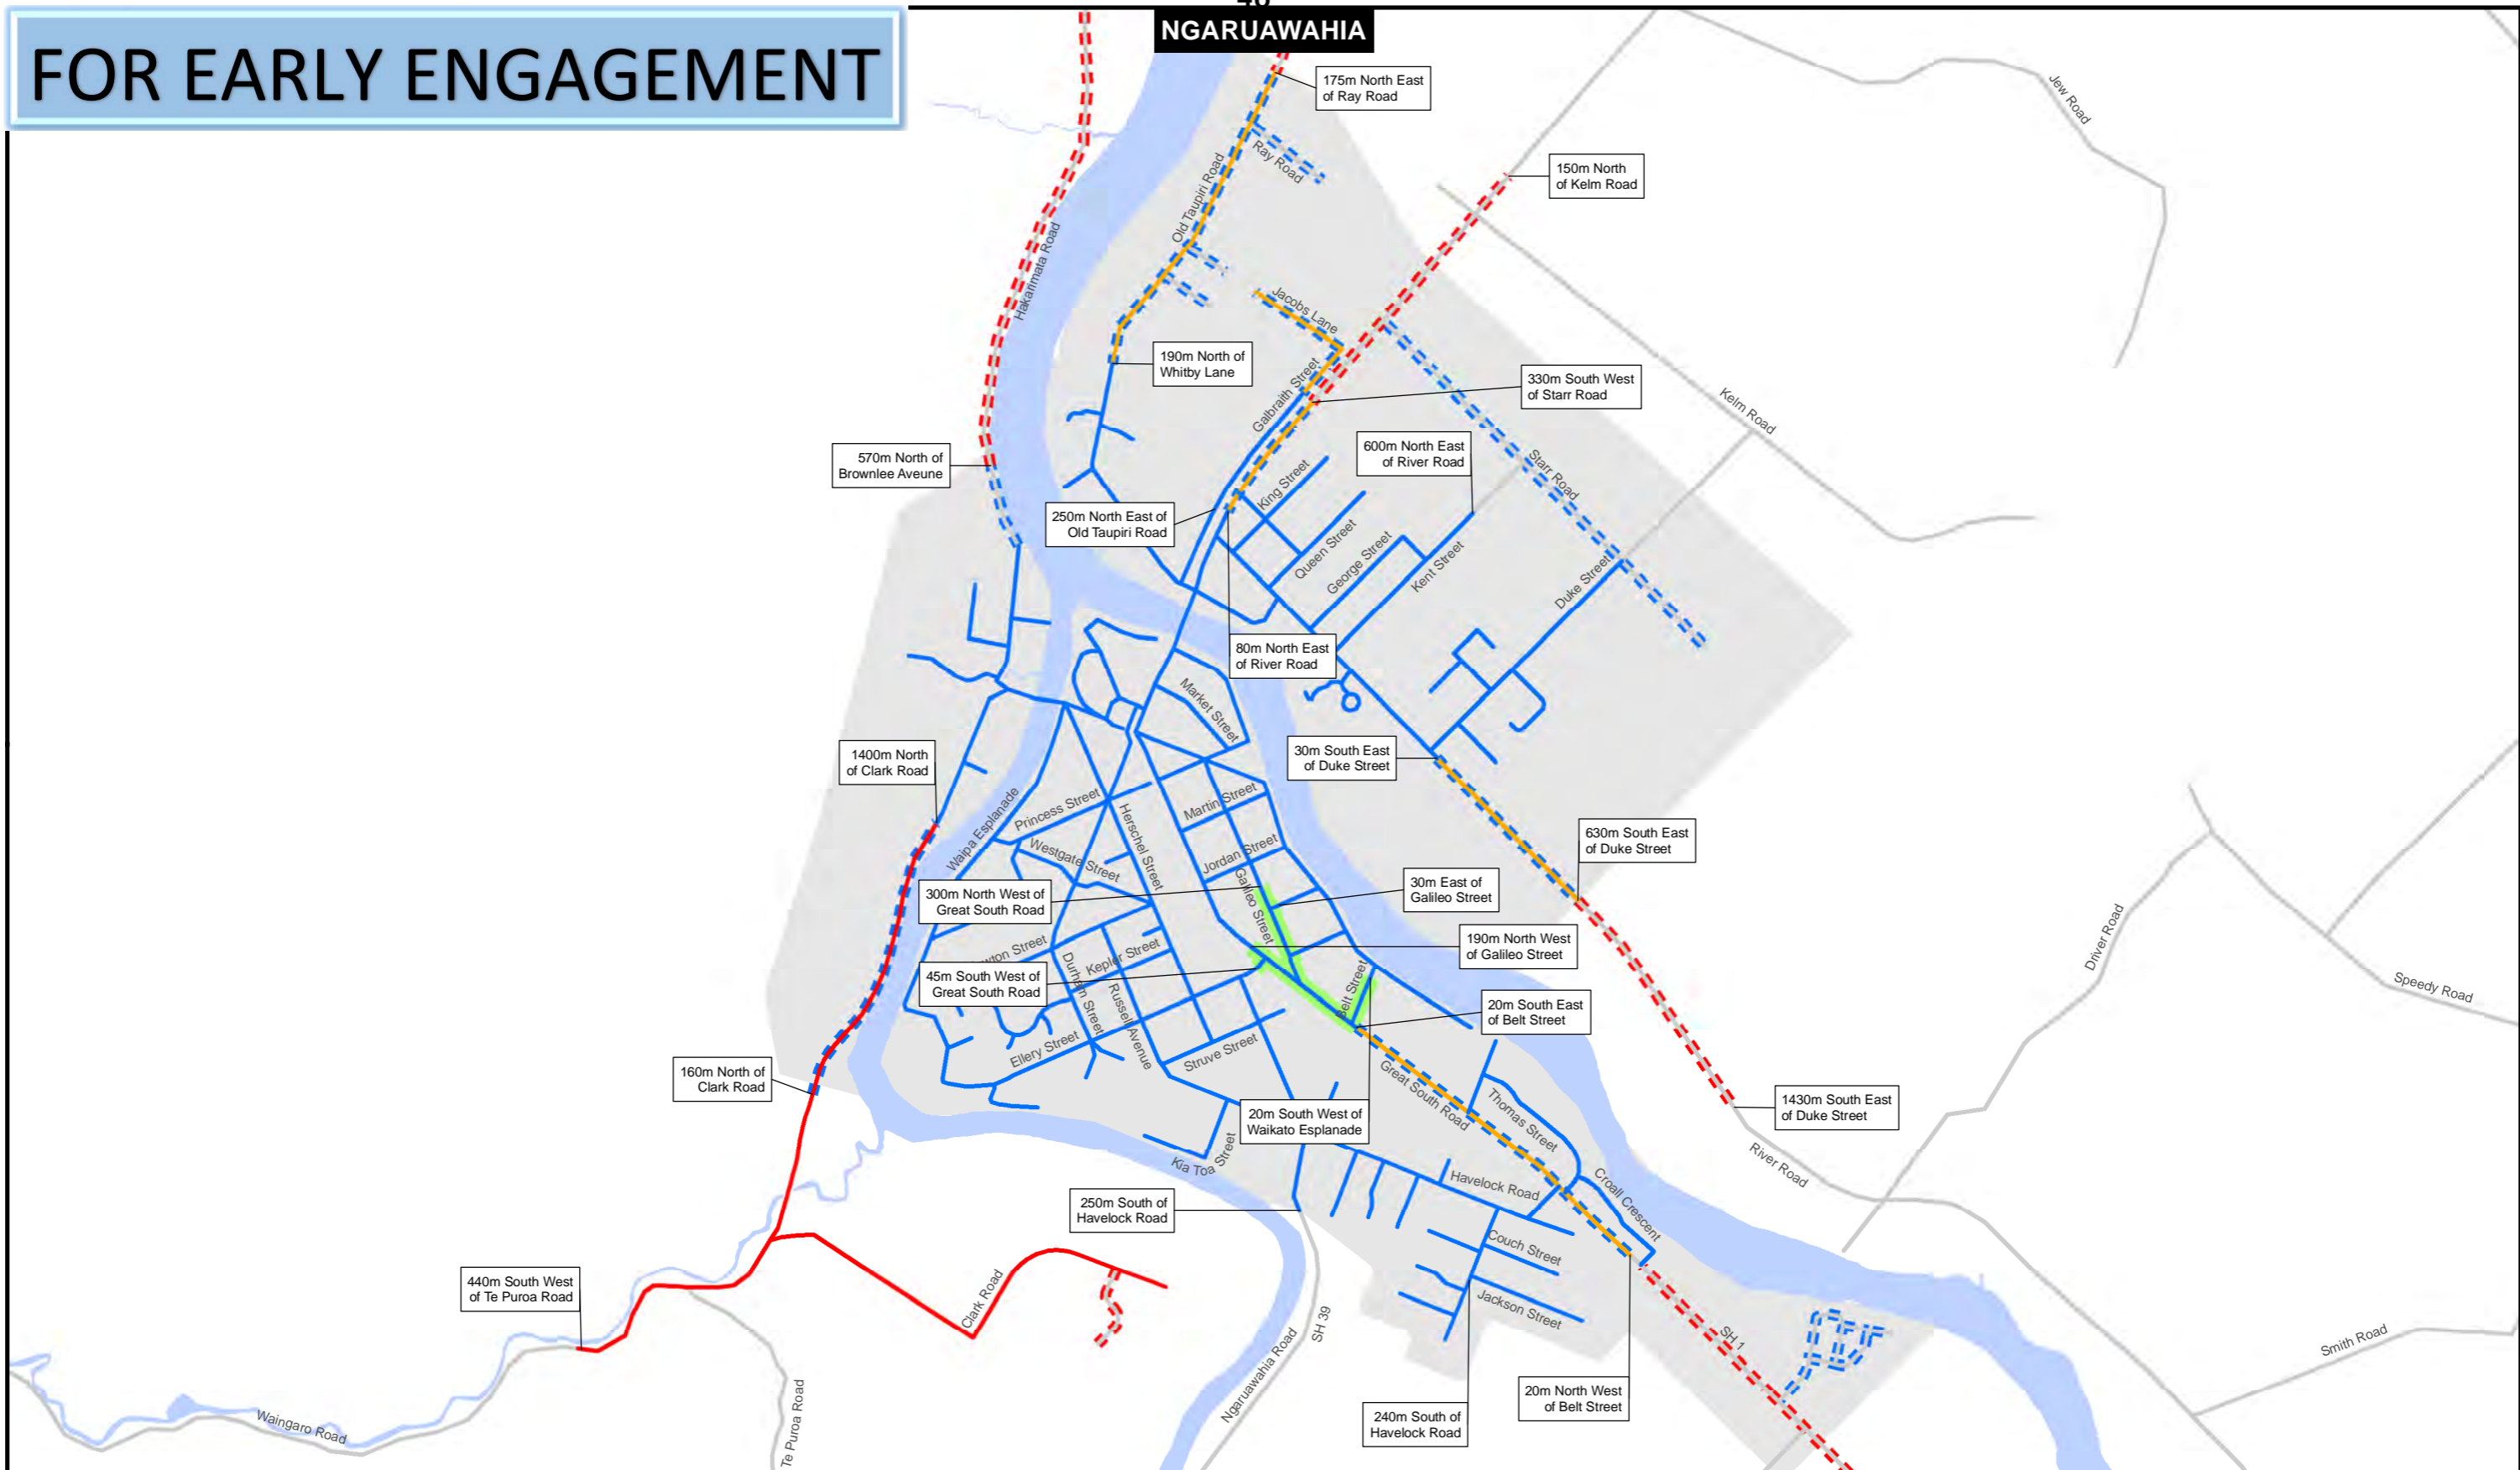 FOR EARLY ENGAGEMENT
NGARUAWAHIA
175m North East
of Ray Road
Jew Road
Ray Road
150m North
of Kelm Road
Old Taupiri Road
Hakarimata Road
Jacobs Lane
190m North of
Whitby Lane
330m South West
of Starr Road
Galbraith Street
Kelm Road
570m North of
Brownlee Aveune
600m North East
of River Road
King Street
Starr Road
250m North East of
Old Taupiri Road
Queen Street
George Street
Kent Street
Duke Street
80m North East
of River Road
Market Street
30m South East
of Duke Street
1400m North
of Clark Road
Waipa Esplanade
Princess Street
Herschel Street
Martin Street
Westgate Street
Jordan Street
630m South East
of Duke Street
300m North West of
Great South Road
Galileo Street
30m East of
Galileo Street
190m North West
of Galileo Street
wton Street
Kepler Street
Durham Street
45m South West of
Great South Road
Russell Avenue
Belt Street
20m South East
of Belt Street
Driver Road
Speedy Road
Ellery Street
Struve Street
160m North of
Clark Road
Great South Road
Thomas Street
20m South West of
Waikato Esplanade
1430m South East
of Duke Street
Kia Toa Street
River Road
Havelock Road
Croall Crescent
250m South of
Havelock Road
Couch Street
440m South West
of Te Puroa Road
Clark Road
Jackson Street
SH 39
SH 1
Ngaruawahia Road
Smith Road
20m North West
of Belt Street
240m South of
Havelock Road
Waingaro Road
Te Puroa Road